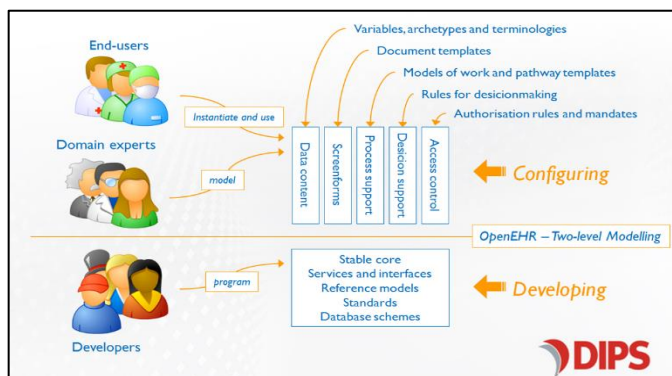 End-users
Variables, archetypes and terminologies
Document templates
Models of work and pathway templates
Rules for desicionmaking
Authorisation rules and mandates
Instantiate and use
Domain experts
model
Data content
Screenforms
Process support
Desicion support
Access control
Configuring
OpenEHR – Two-level Modelling
program
Stable core
Services and interfaces
Reference models
Standards
Database schemes
Developing
Developers
DIPS